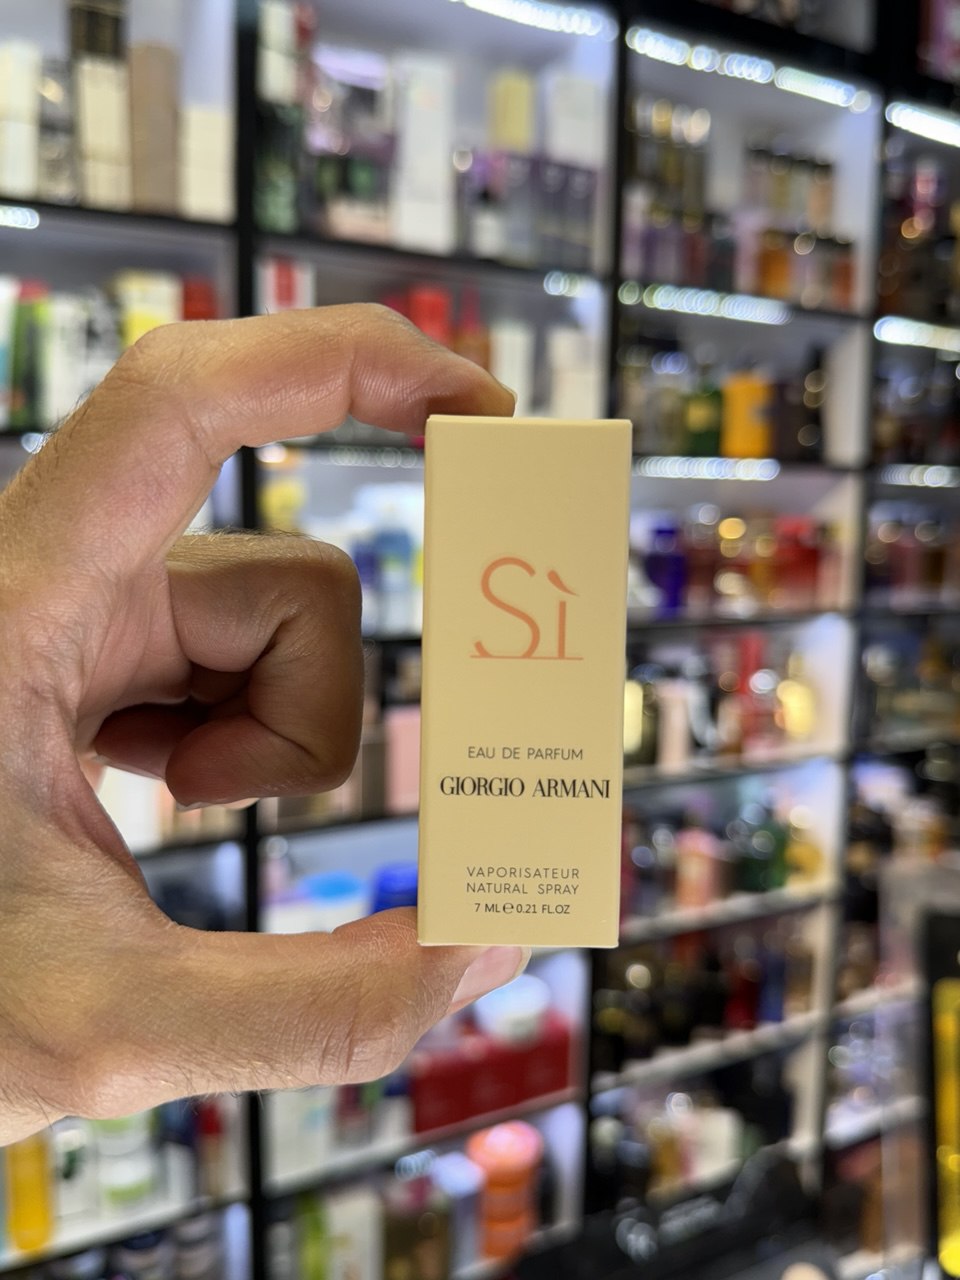 Sì
EAU DE PARFUM
GIORGIO ARMANI
VAPORISATEUR
NATURAL SPRAY
7 ML ℮ 0.21 FL.OZ